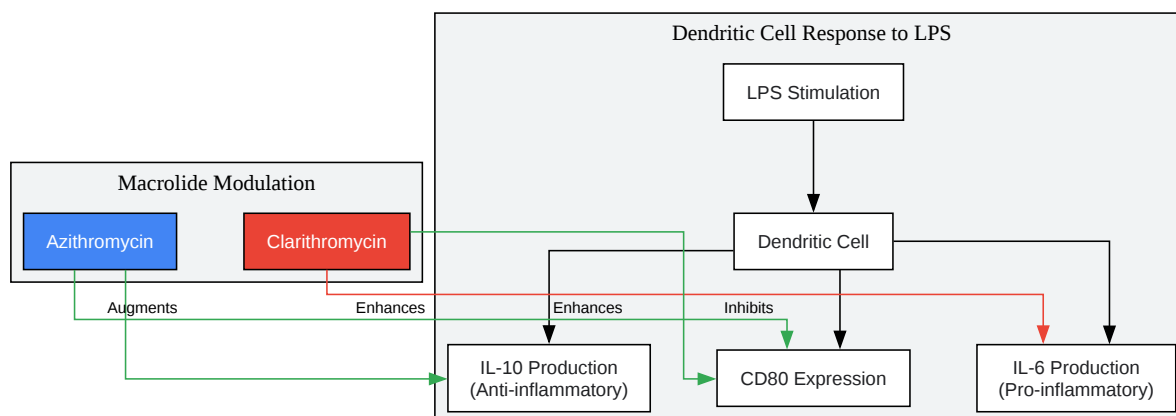 Dendritic Cell Response to LPS
LPS Stimulation
Macrolide Modulation
Azithromycin
Clarithromycin
Dendritic Cell
Augments
Enhances
Enhances
Inhibits
IL-10 Production
(Anti-inflammatory)
CD80 Expression
IL-6 Production
(Pro-inflammatory)